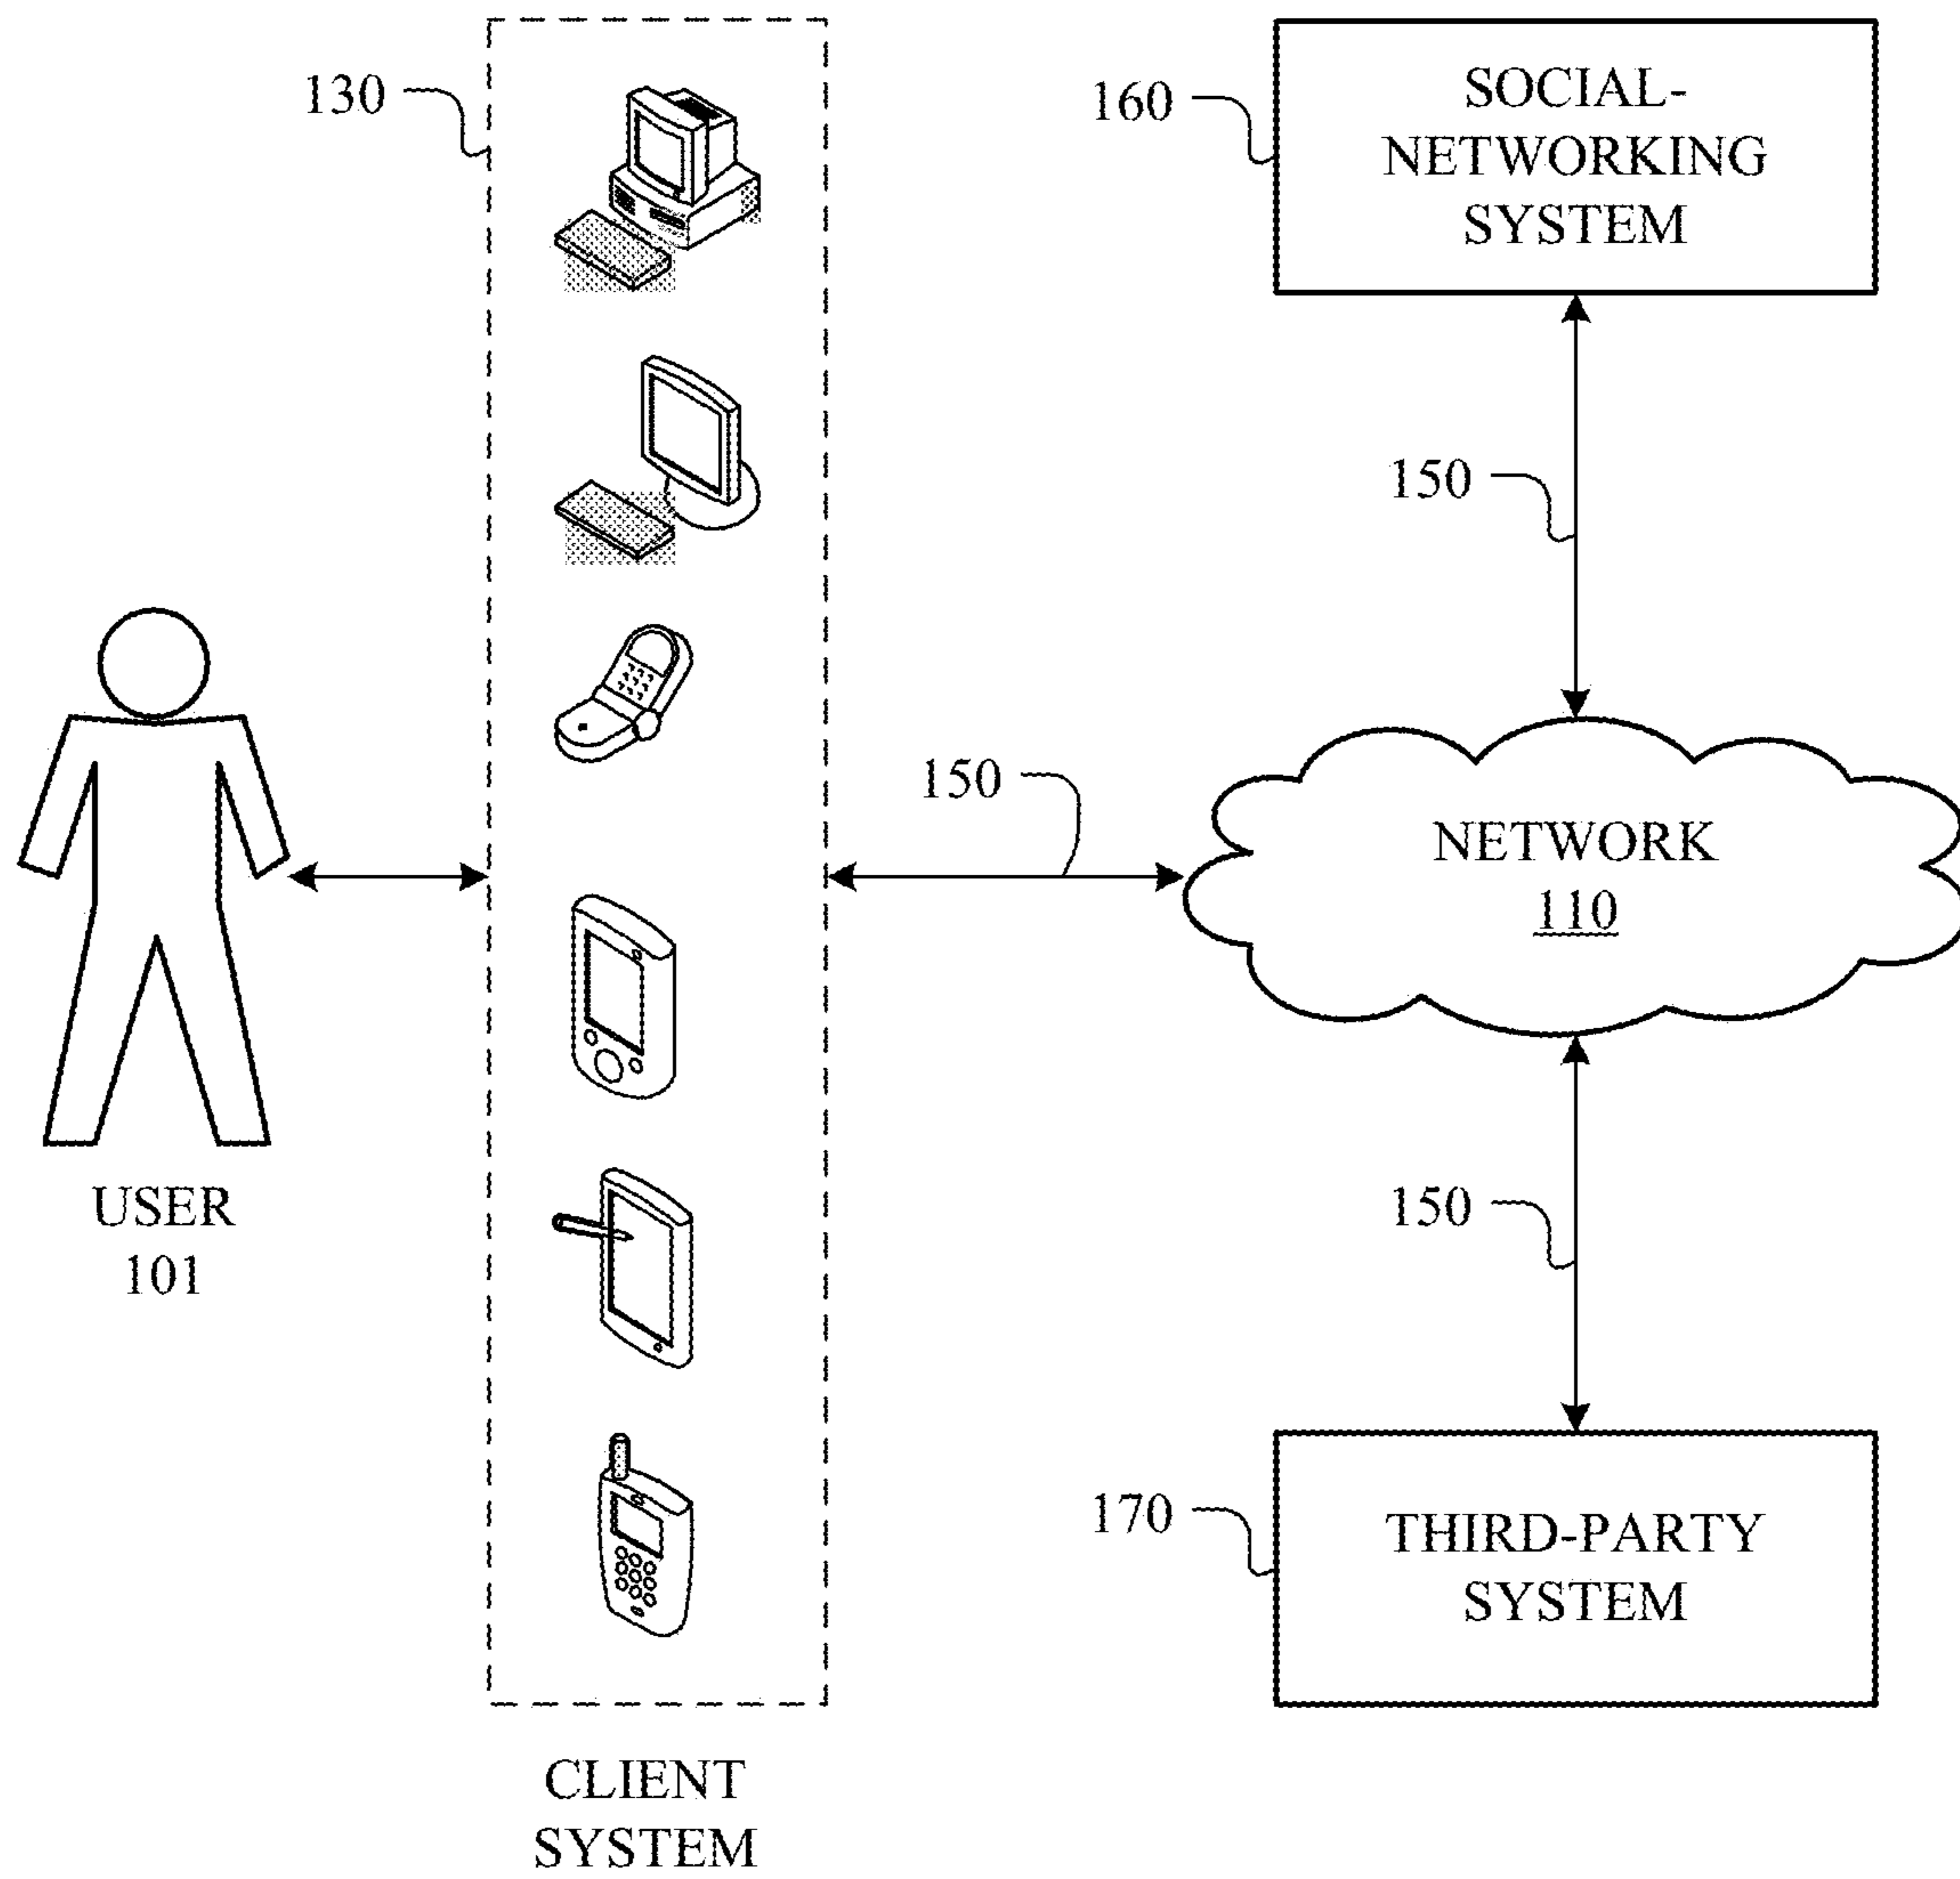 130
160
SOCIAL-
NETWORKING
SYSTEM
150
150
NETWORK
110
USER
101
150
170
THIRD-PARTY
SYSTEM
CLIENT
SYSTEM